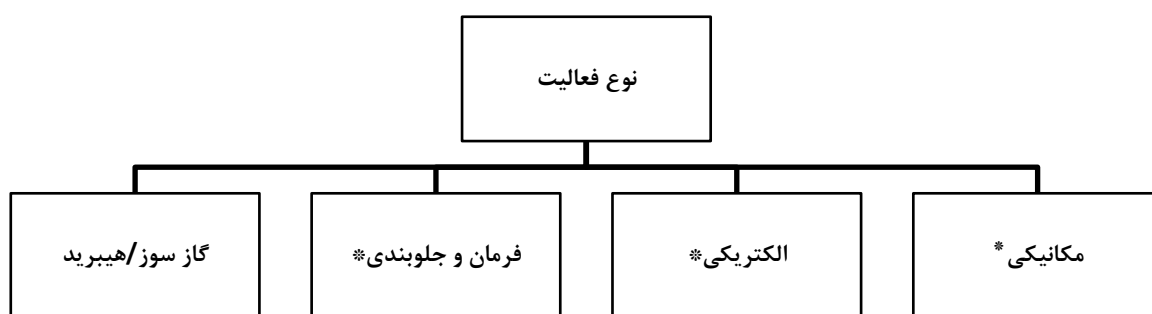 نوع فعالیت
مکانیکی*
الکتریکی*
فرمان و جلوبندی*
گاز سوز/هیبرید